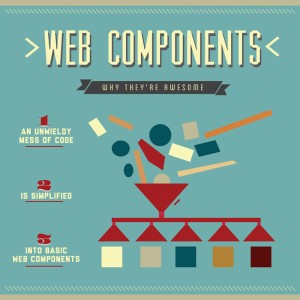 >WEB COMPONENTS<
WHY THEY'RE AWESOME
1
AN UNWIELDY
MESS OF CODE
2
IS SIMPLIFIED
3
INTO BASIC
WEB COMPONENTS